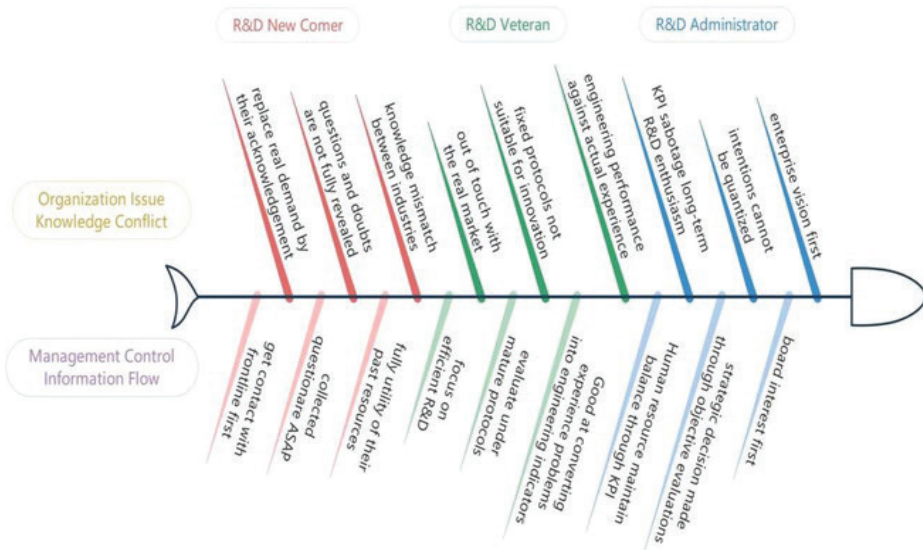 R&D New Comer
R&D Veteran
R&D Administrator
Organization Issue
Knowledge Conflict
replace real demand by
their acknowledgement
questions and doubts
are not fully revealed
knowledge mismatch
between industries
out of touch with
the real market
fixed protocols not
suitable for innovation
engineering performance
against actual experience
KPI sabotage long-term
R&D enthusiasm
intentions cannot
be quantized
enterprise vision first
Management Control
Information Flow
get contact with
frontline first
collected
questionare ASAP
fully utility of their
past resources
focus on
efficient R&D
evaluate under
mature protocols
Good at converting
experience problems
into engineering indicators
Human resource maintain
balance through KPI
strategic decision made
through objective evaluations
board interest first